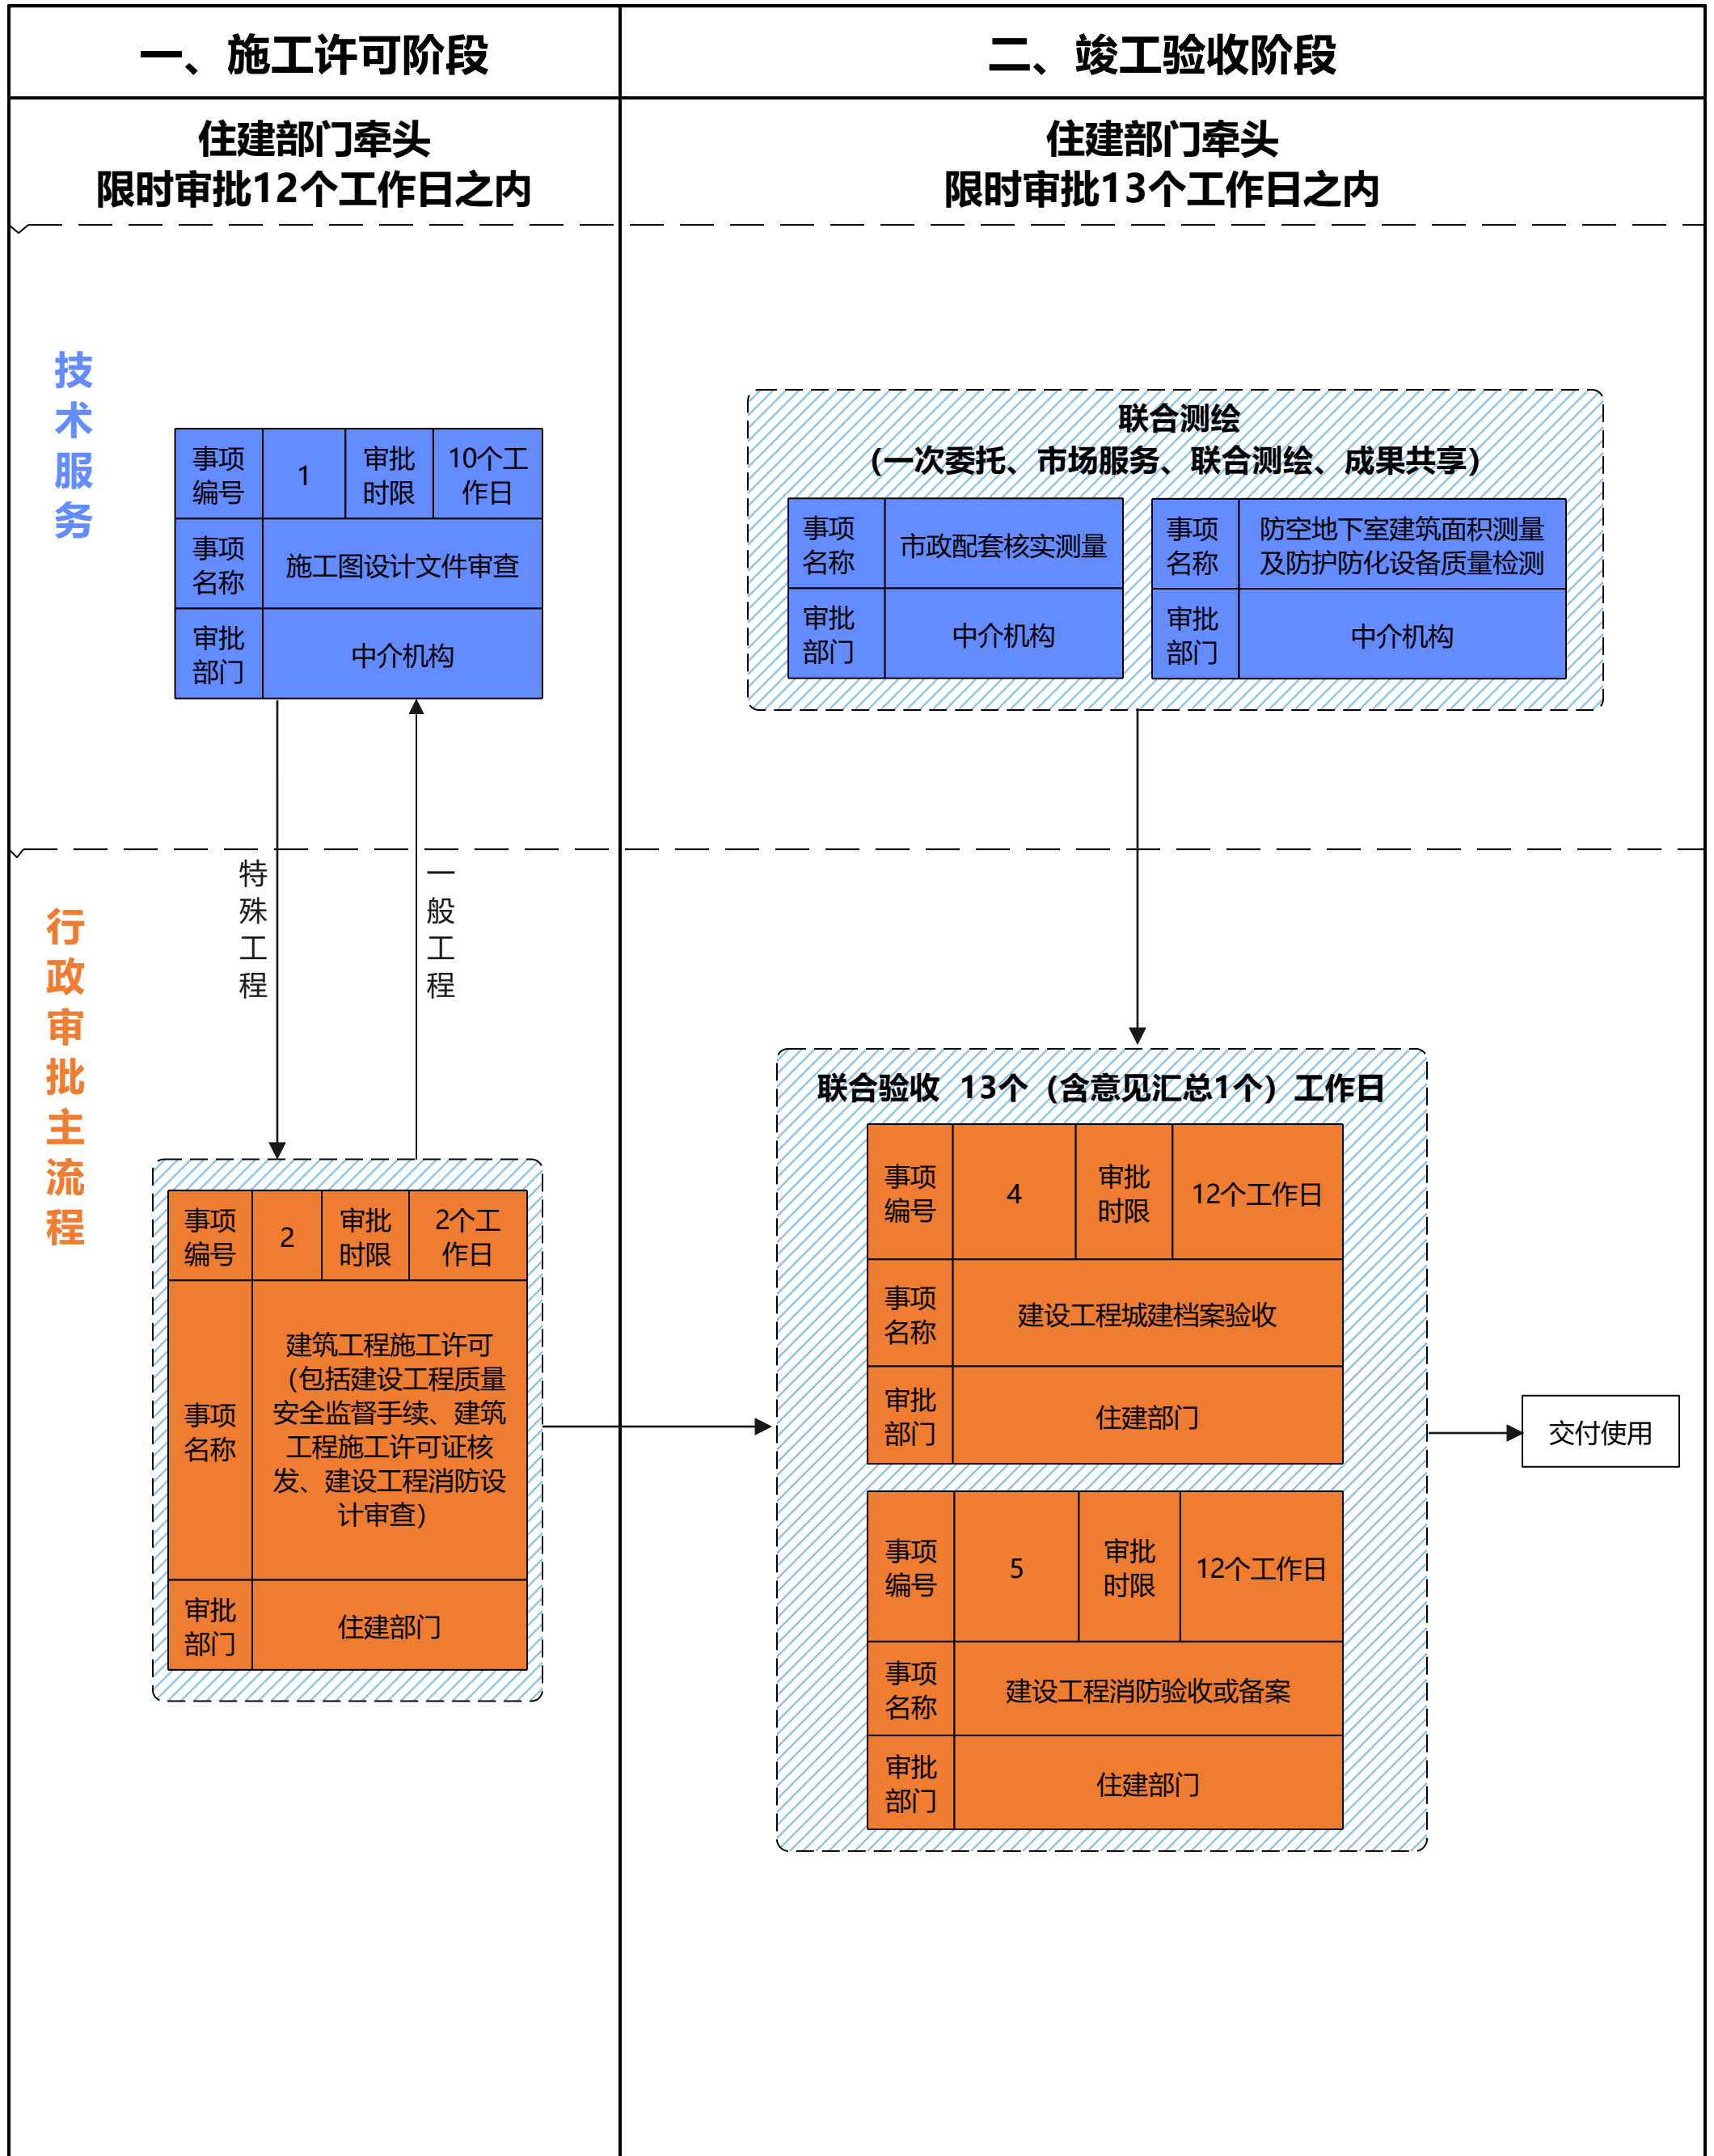 一、施工许可阶段
二、竣工验收阶段
住建部门牵头
限时审批12个工作日之内
住建部门牵头
限时审批13个工作日之内
技
术
服
务
事项
编号
1
审批
时限
10个工
作日
事项
名称
施工图设计文件审查
审批
部门
中介机构
联合测绘
（一次委托、市场服务、联合测绘、成果共享）
事项
名称
市政配套核实测量
审批
部门
中介机构
事项
名称
防空地下室建筑面积测量
及防护防化设备质量检测
审批
部门
中介机构
特
殊
工
程
一
般
工
程
行
政
审
批
主
流
程
事项
编号
2
审批
时限
2个工
作日
事项
名称
建筑工程施工许可
（包括建设工程质量
安全监督手续、建筑
工程施工许可证核
发、建设工程消防设
计审查）
审批
部门
住建部门
联合验收 13个（含意见汇总1个）工作日
事项
编号
4
审批
时限
12个工作日
事项
名称
建设工程城建档案验收
审批
部门
住建部门
事项
编号
5
审批
时限
12个工作日
事项
名称
建设工程消防验收或备案
审批
部门
住建部门
交付使用